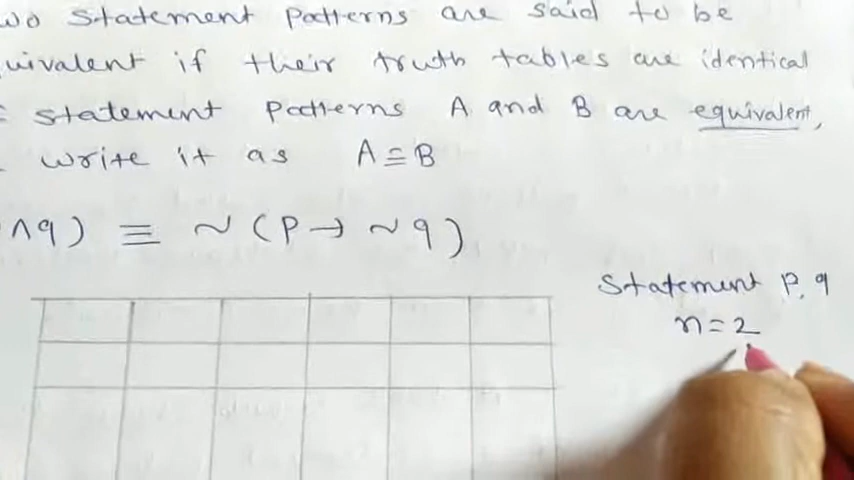 wo statement patterns are said to be
uivalent if their truth tables are identical
statement patterns A and B are equivalent,
write it as A ≡ B
∧q) ≡ ~(p → ~q)
Statement p, q
n=2